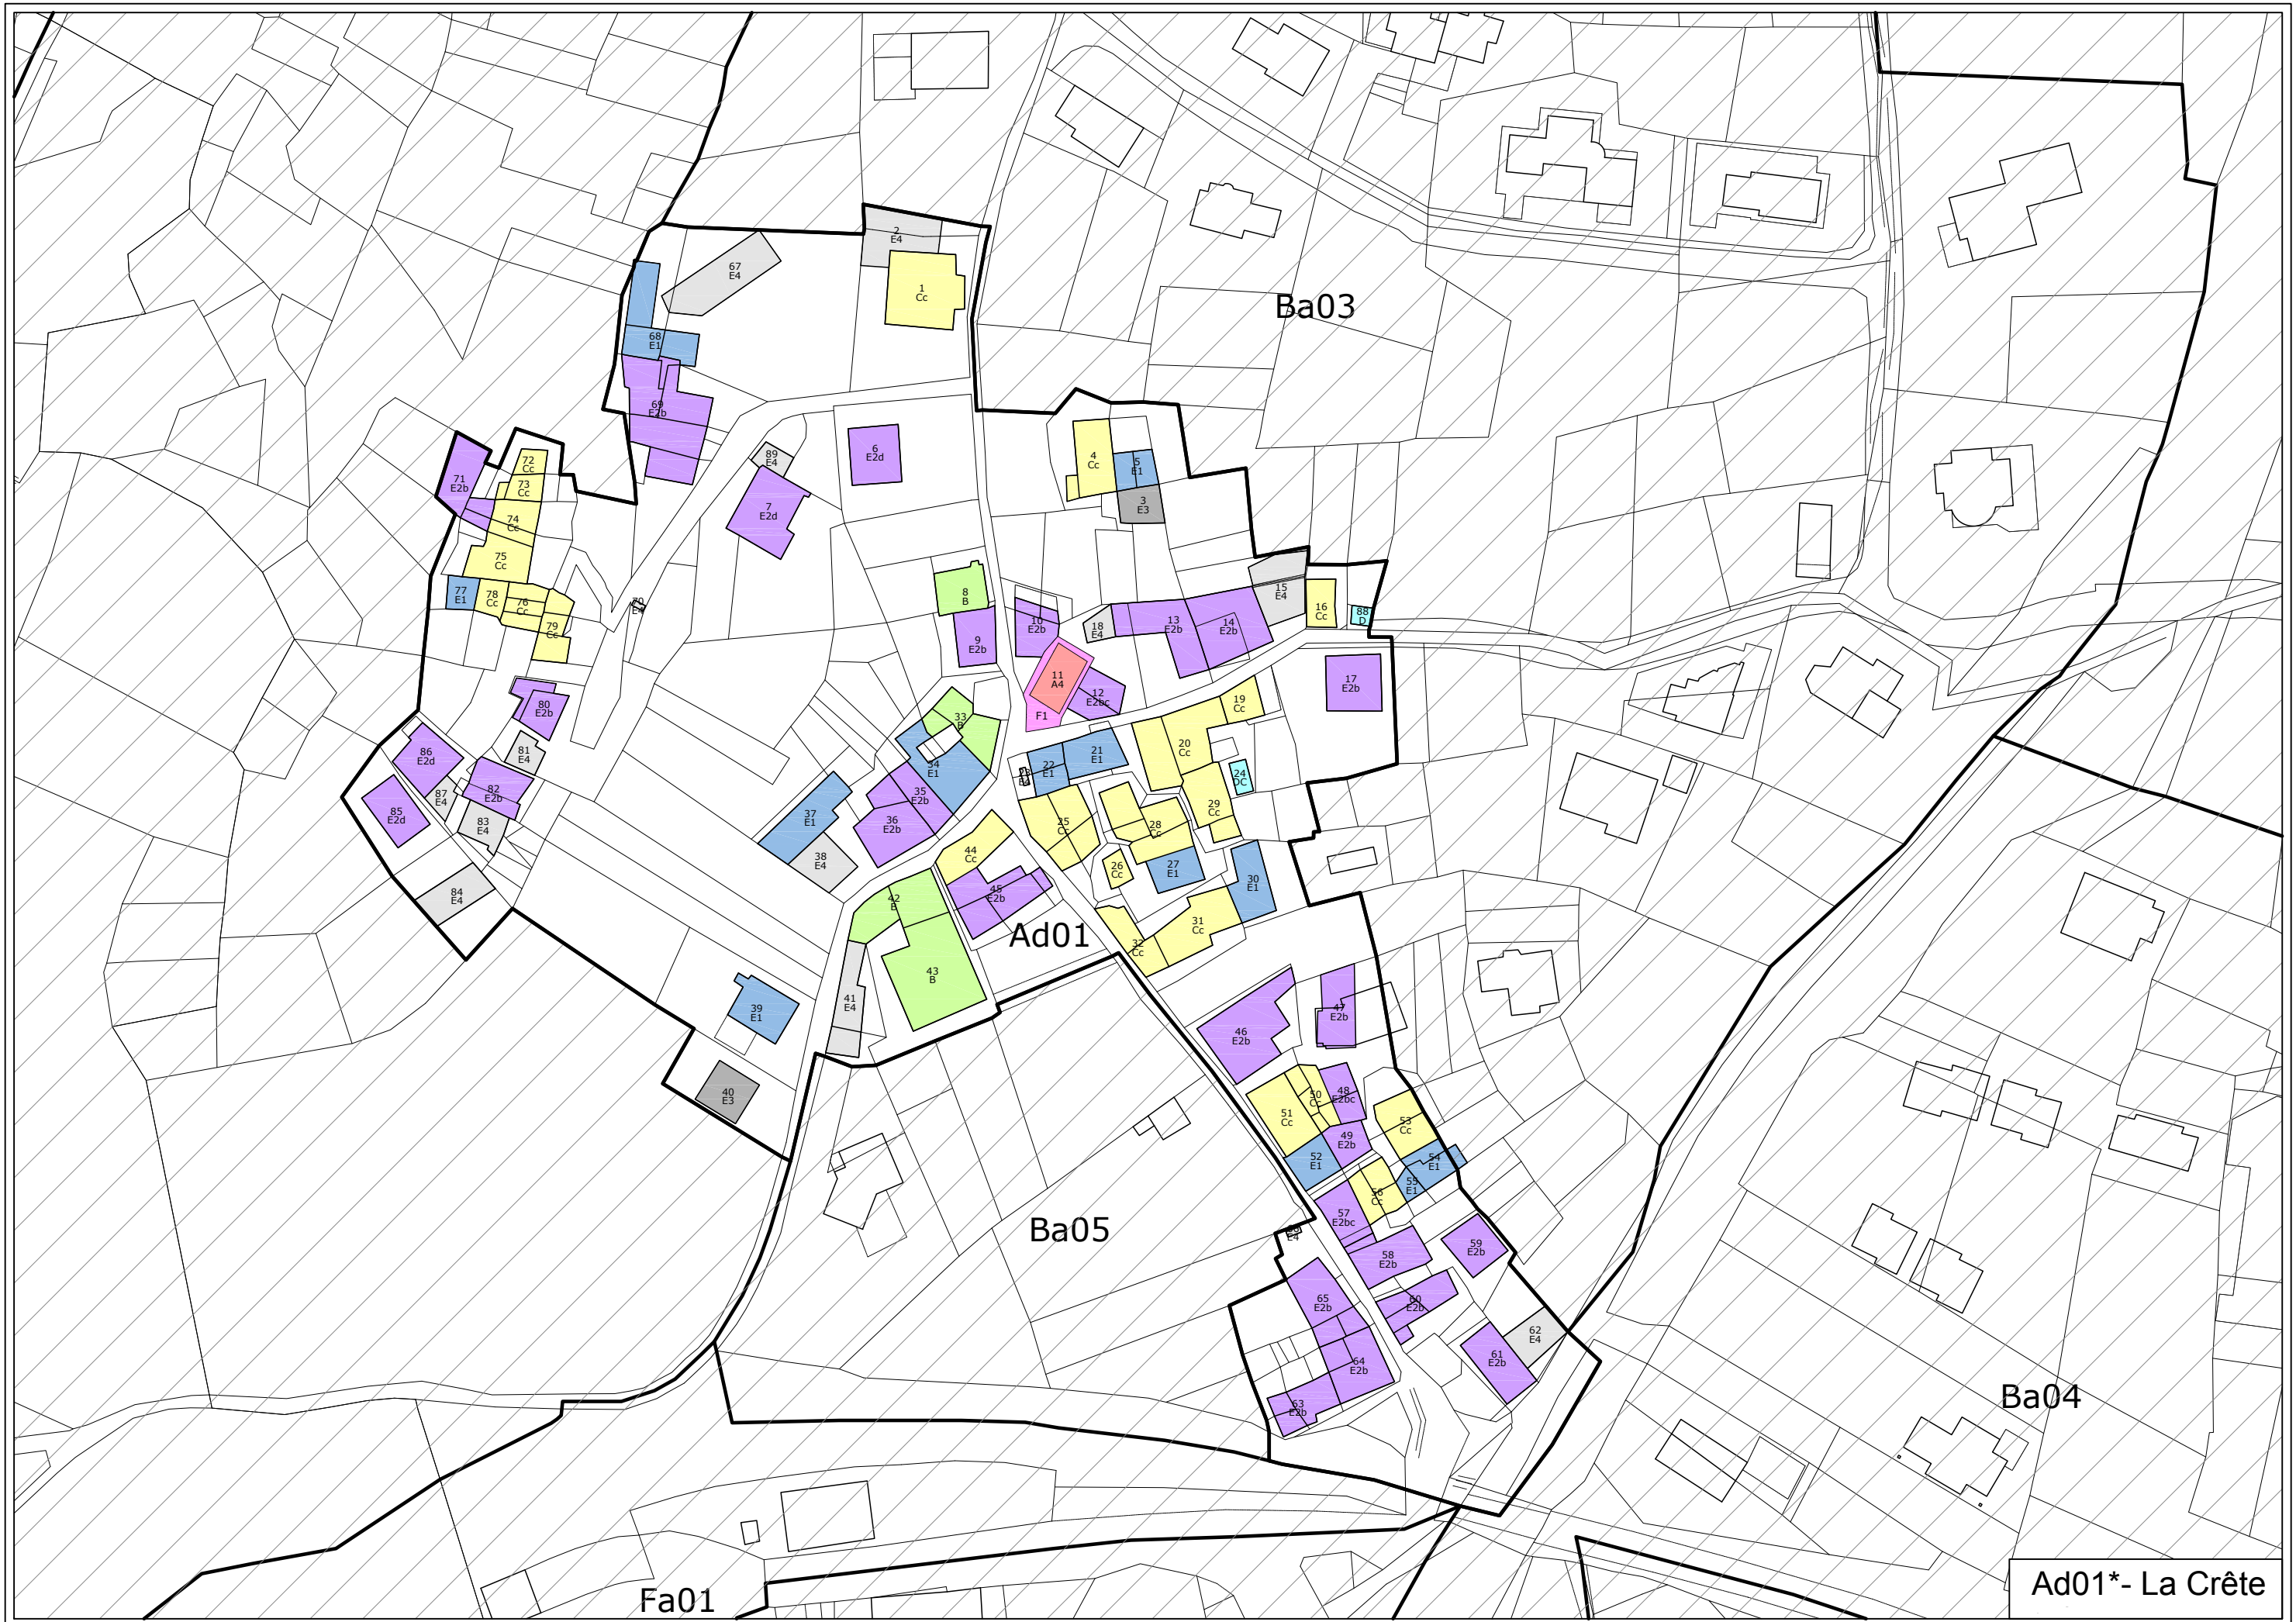 2
E4
67
E4
1
Cc
Ba03
68
E1
69
E2b
6
E2d
89
E4
4
Cc
5
E1
72
Cc
71
E2b
73
Cc
3
E3
7
E2d
74
Cc
75
Cc
15
E4
77
E1
78
Cc
76
Cc
8
B
70
E4
16
Cc
88
D
79
Cc
10
E2b
18
E4
13
E2b
14
E2b
9
E2b
11
A4
17
E2b
12
E2bc
80
E2b
19
Cc
F1
33
B
86
E2d
81
E4
20
Cc
21
E1
34
E1
22
E1
23
E4
24
DC
82
E2b
87
E4
35
E2b
85
E2d
37
E1
29
Cc
83
E4
36
E2b
25
Cc
28
Cc
44
Cc
38
E4
26
Cc
27
E1
30
E1
84
E4
42
B
45
E2b
31
Cc
Ad01
32
Cc
43
B
41
E4
39
E1
47
E2b
46
E2b
40
E3
50
Cc
48
E2bc
51
Cc
53
Cc
49
E2b
52
E1
54
E1
55
E1
56
Cc
57
E2bc
Ba05
E4
59
E2b
58
E2b
65
E2b
60
E2b
62
E4
61
E2b
64
E2b
63
E2b
Ba04
Fa01
Ad01*- La Crête